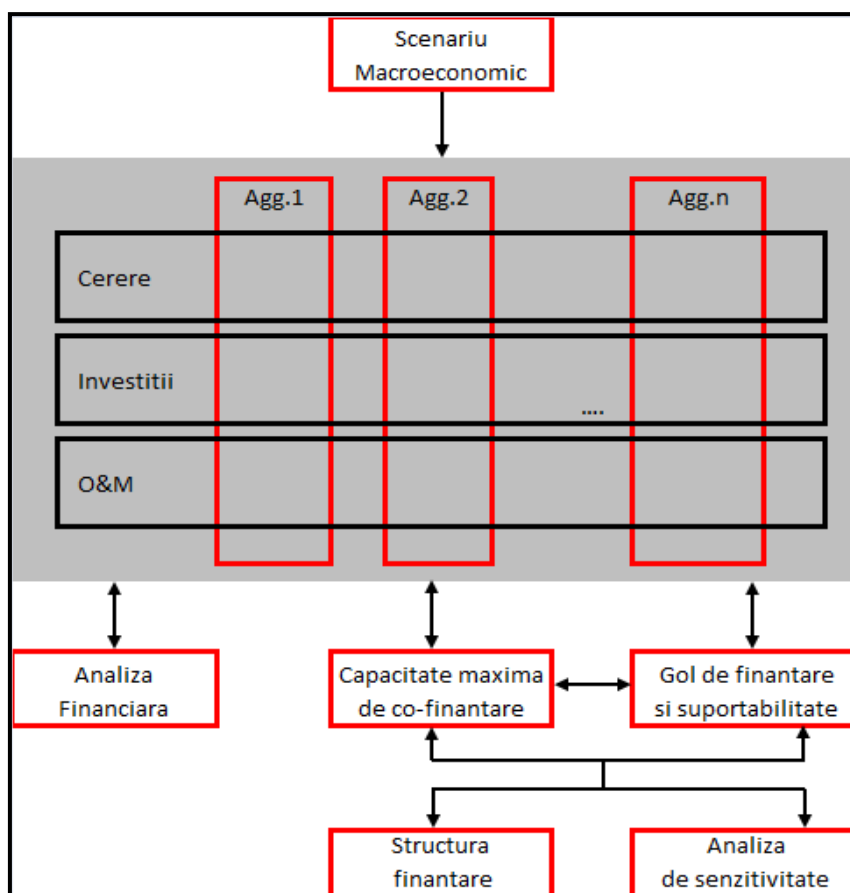 Scenariu
Macroeconomic
Agg.1
Agg.2
Agg.n
Cerere
Investitii
....
O&M
Analiza
Financiara
Capacitate maxima
de co-finantare
Gol de finantare
si suportabilitate
Structura
finantare
Analiza
de senzitivitate